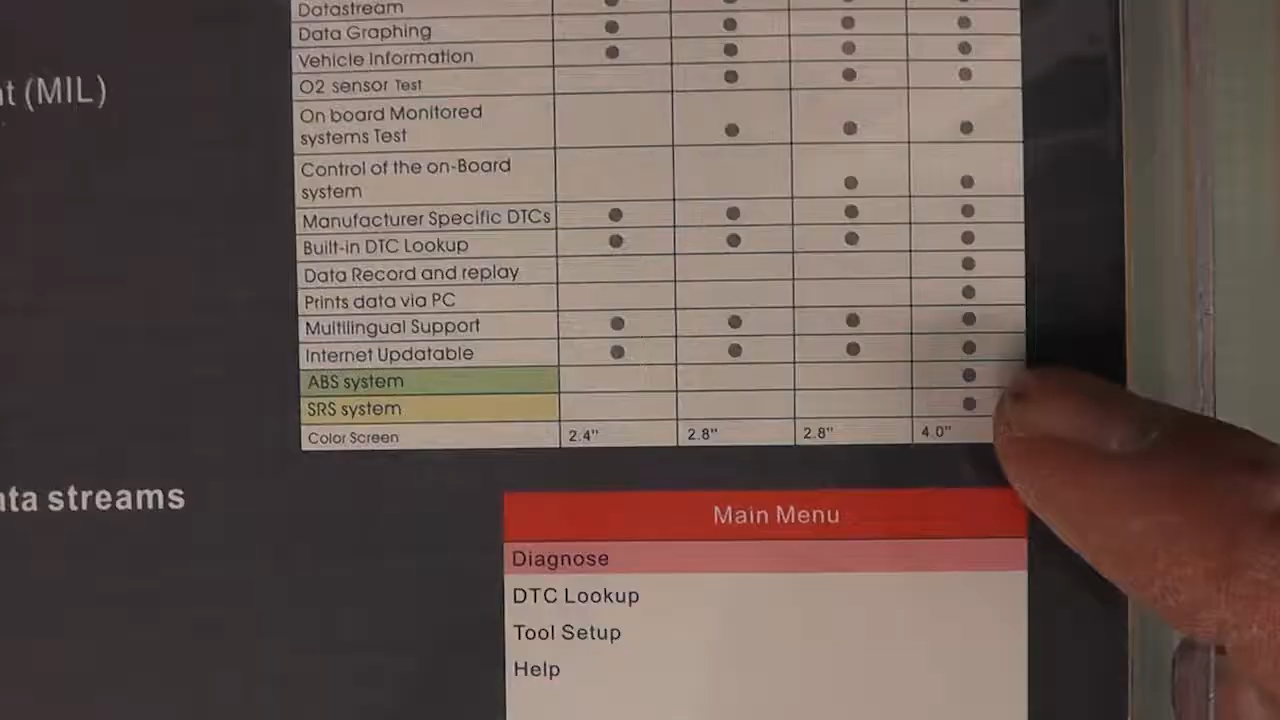 Datastream
Data Graphing
Vehicle Information
O2 sensor Test
On board Monitored
systems Test
Control of the on-Board
system
Manufacturer Specific DTCs
Built-in DTC Lookup
Data Record and replay
Prints data via PC
Multilingual Support
Internet Updatable
ABS system
SRS system
Color Screen 2.4" 2.8" 2.8" 4.0"
t (MIL)
ata streams
Main Menu
Diagnose
DTC Lookup
Tool Setup
Help